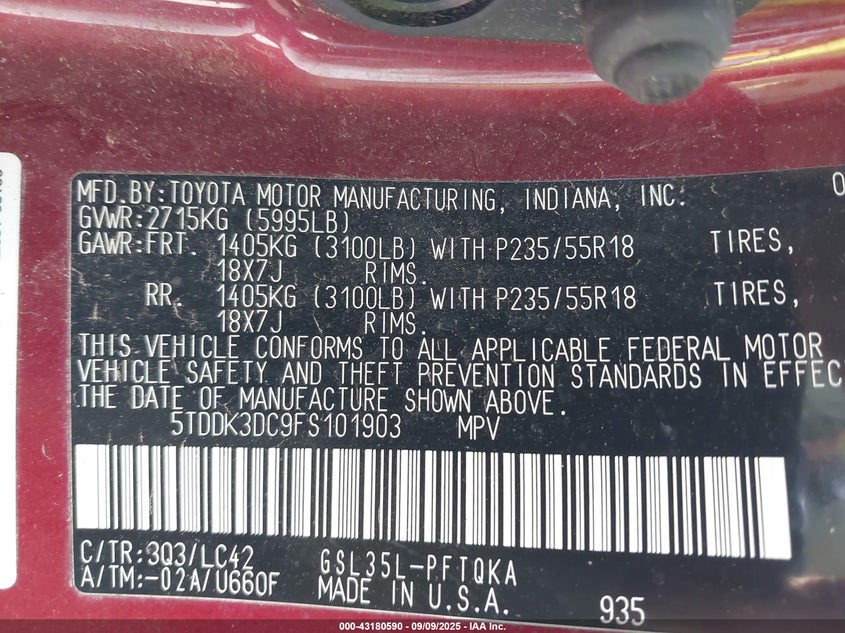 MFD.BY:TOYOTA MOTOR MANUFACTURING, INDIANA, INC. 0
GVWR:2715KG (5995LB)
GAWR:FRT. 1405KG (3100LB) WITH P235/55R18 TIRES,
18X7J RIMS.
RR. 1405KG (3100LB) WITH P235/55R18 TIRES,
18X7J RIMS.
THIS VEHICLE CONFORMS TO ALL APPLICABLE FEDERAL MOTOR
VEHICLE SAFETY AND THEFT PREVENTION STANDARDS IN EFFEC
THE DATE OF MANUFACTURE SHOWN ABOVE.
5TDDK3DC9FS101903 MPV
C/TR:3Q3/LC42 GSL35L-PFTQKA
A/TM:-02A/U660F MADE IN U.S.A. 935
000-43180590 - 09/09/2025 - IAA Inc.